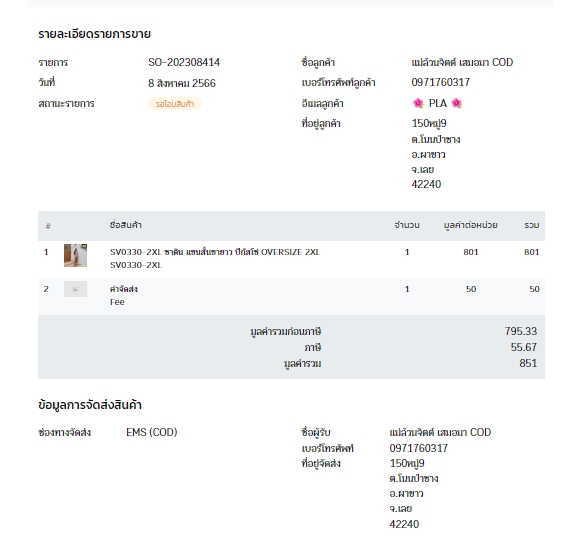 รายละเอียดรายการขาย
รายการ SO-202308414
วันที่ 8 สิงหาคม 2566
สถานะรายการ รอโอนสินค้า
ชื่อลูกค้า แม่ล้วนจิตต์ เสมอมา COD
เบอร์โทรศัพท์ลูกค้า 0971760317
อีเมลลูกค้า 🌺 PLA 🌺
ที่อยู่ลูกค้า 150หมู่9
ต.โนนป่าซาง
อ.ผาขาว
จ.เลย
42240
# ชื่อสินค้า จำนวน มูลค่าต่อหน่วย รวม
1 SV0330-2XL ซาติน แขนสั้นขายาว ปีกัสโซ่ OVERSIZE 2XL 1 801 801
SV0330-2XL
2 ค่าจัดส่ง 1 50 50
Fee
มูลค่ารวมก่อนภาษี 795.33
ภาษี 55.67
มูลค่ารวม 851
ข้อมูลการจัดส่งสินค้า
ช่องทางจัดส่ง EMS (COD)
ชื่อผู้รับ แม่ล้วนจิตต์ เสมอมา COD
เบอร์โทรศัพท์ 0971760317
ที่อยู่จัดส่ง 150หมู่9
ต.โนนป่าซาง
อ.ผาขาว
จ.เลย
42240